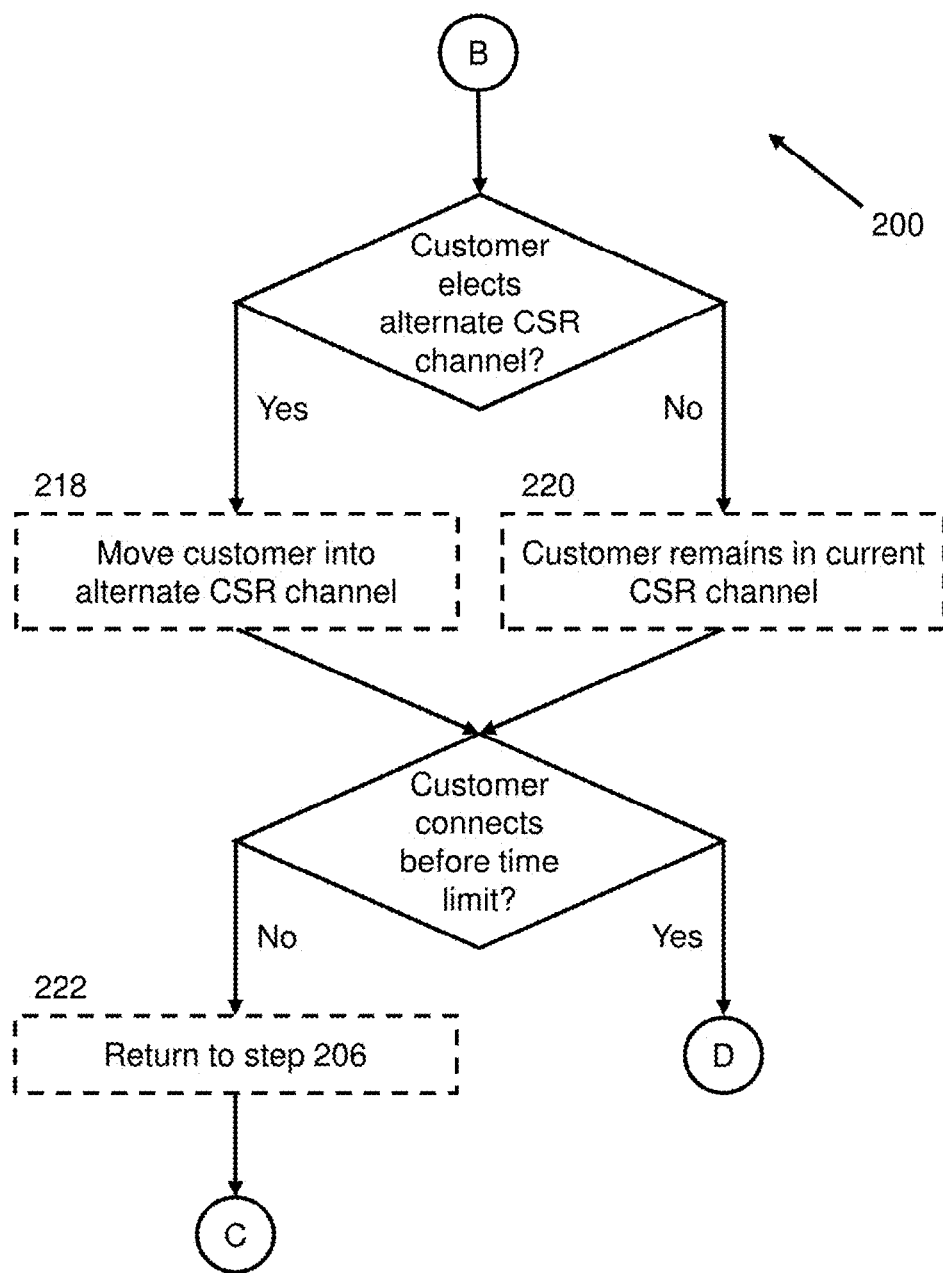 B
200
Customer
elects
alternate CSR
channel?
Yes
No
218
220
Move customer into
alternate CSR channel
Customer remains in current
CSR channel
Customer
connects
before time
limit?
No
Yes
222
Return to step 206
D
C